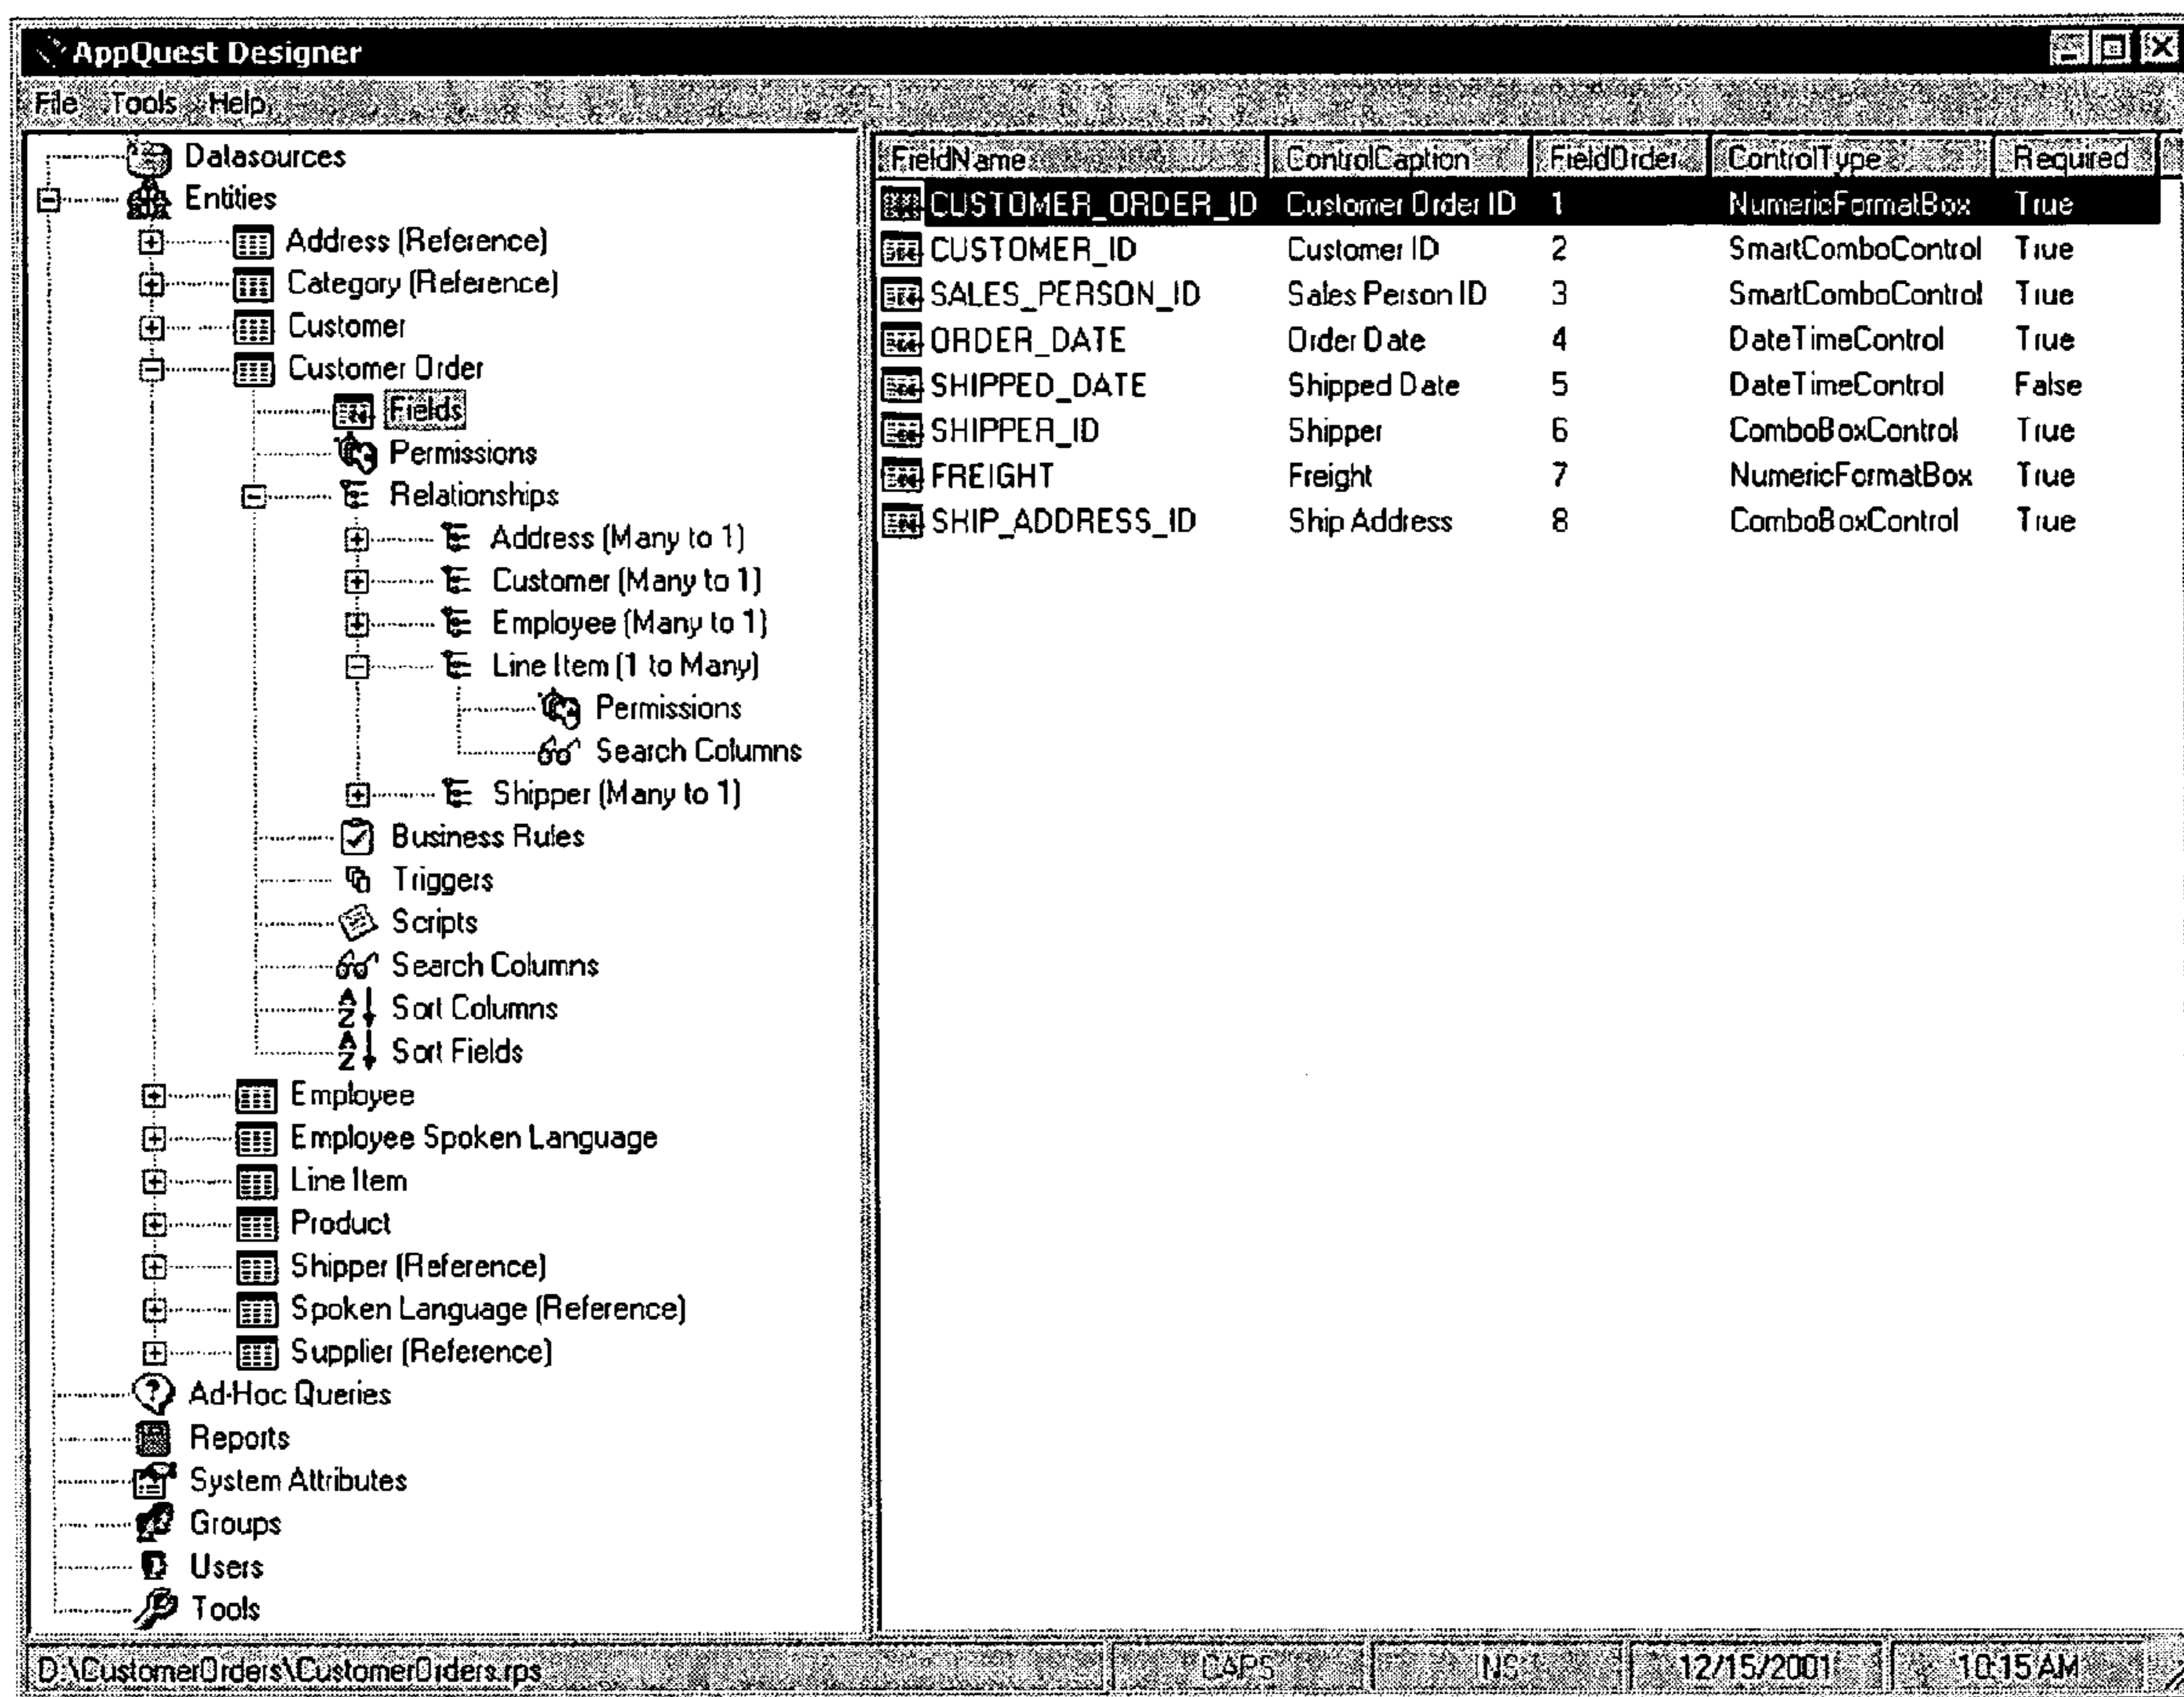 AppQuest Designer
File Tools Help
Datasources
Entities
Address (Reference)
Category (Reference)
Customer
Customer Order
Fields
Permissions
Relationships
Address (Many to 1)
Customer (Many to 1)
Employee (Many to 1)
Line Item (1 to Many)
Permissions
Search Columns
Shipper (Many to 1)
Business Rules
Triggers
Scripts
Search Columns
Sort Columns
Sort Fields
Employee
Employee Spoken Language
Line Item
Product
Shipper (Reference)
Spoken Language (Reference)
Supplier (Reference)
Ad-Hoc Queries
Reports
System Attributes
Groups
Users
Tools
FieldName ControlCaption FieldOrder ControlType Required
CUSTOMER_ORDER_ID Customer Order ID 1 NumericFormatBox True
CUSTOMER_ID Customer ID 2 SmartComboControl True
SALES_PERSON_ID Sales Person ID 3 SmartComboControl True
ORDER_DATE Order Date 4 DateTimeControl True
SHIPPED_DATE Shipped Date 5 DateTimeControl False
SHIPPER_ID Shipper 6 ComboBoxControl True
FREIGHT Freight 7 NumericFormatBox True
SHIP_ADDRESS_ID Ship Address 8 ComboBoxControl True
D:\CustomerOrders\CustomerOrders.rps CAPS INS 12/15/2001 10:15 AM